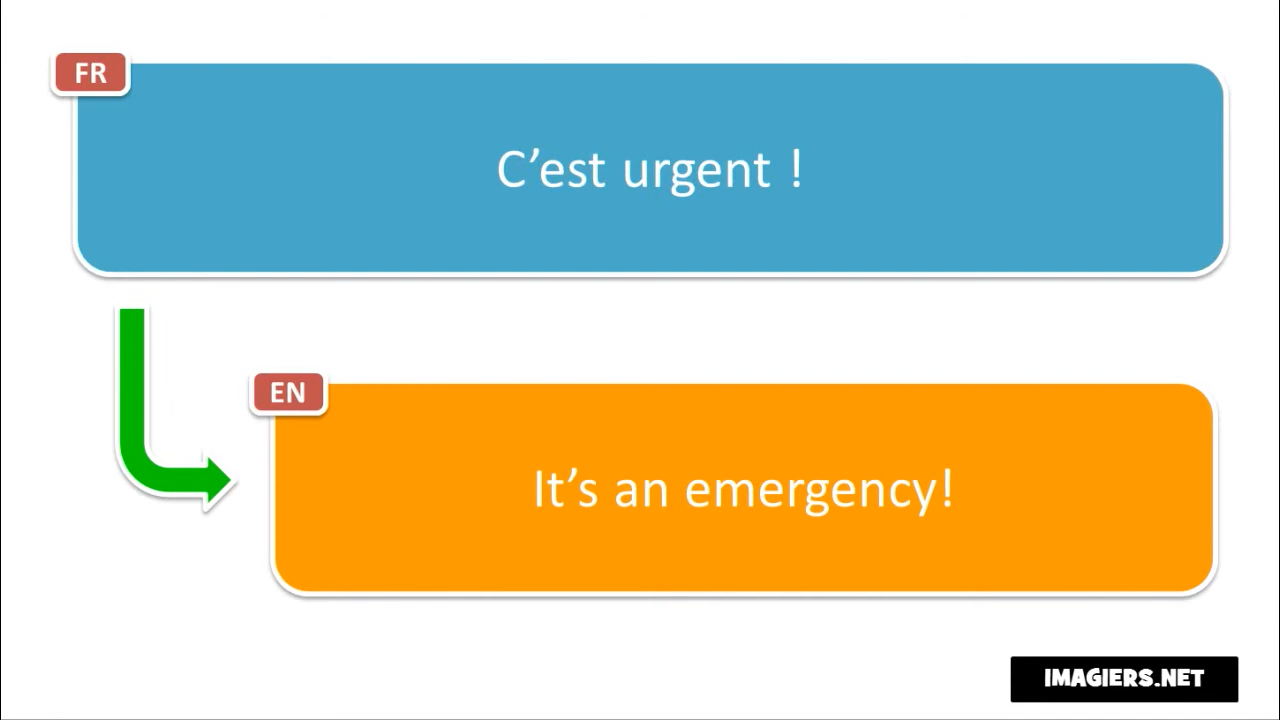 FR
C’est urgent !
EN
It’s an emergency!
IMAGIERS.NET